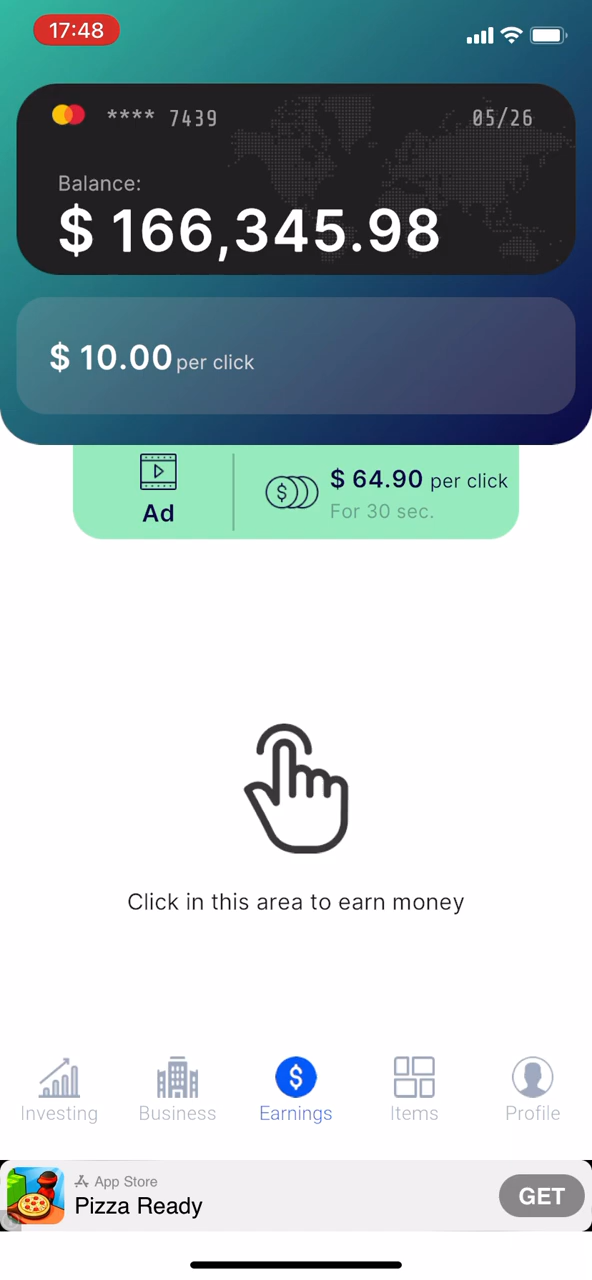 17:48
**** 7439 05/26
Balance:
$ 166,345.98
$ 10.00 per click
Ad
$ 64.90 per click
For 30 sec.
Click in this area to earn money
Investing Business Earnings Items Profile
App Store
Pizza Ready
GET